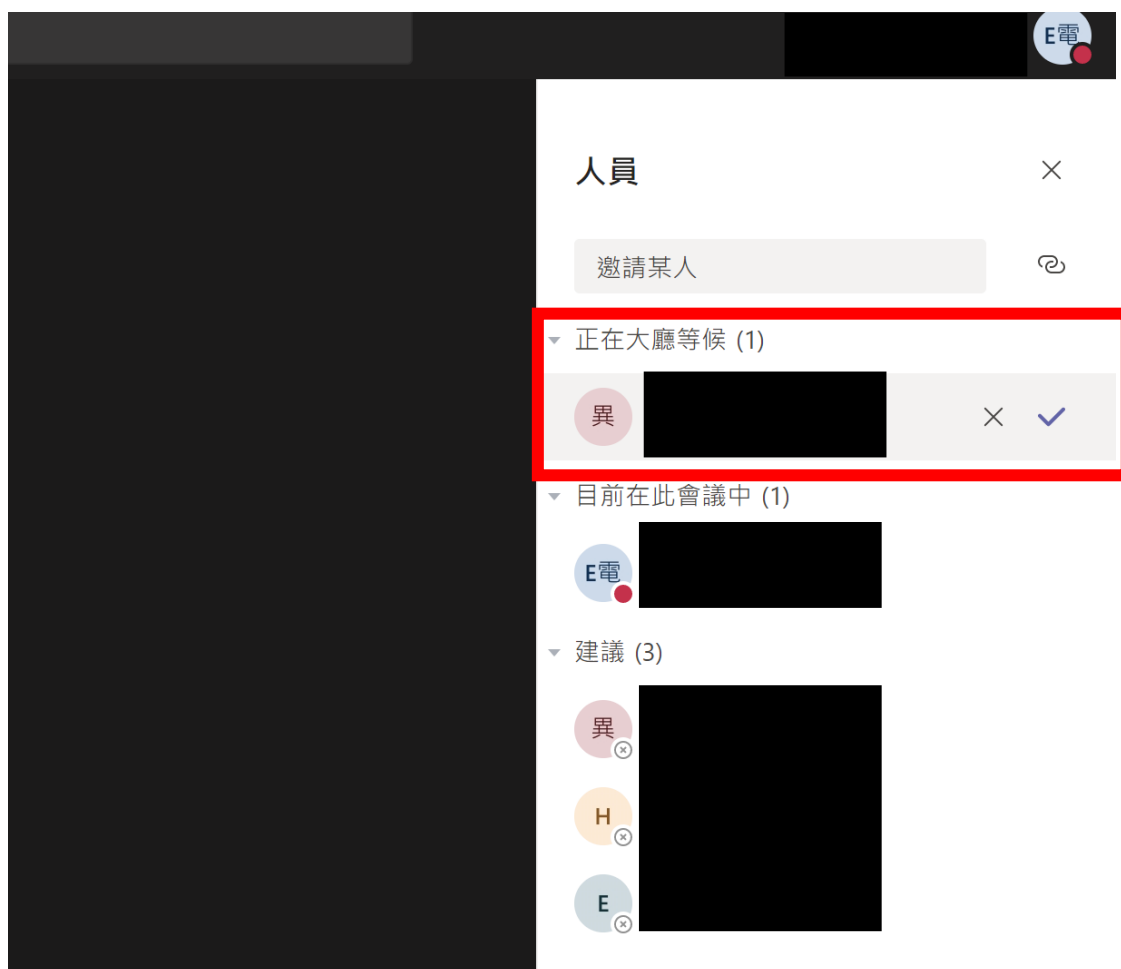 E電
人員
邀請某人
正在大廳等候 (1)
異
目前在此會議中 (1)
E電
建議 (3)
異
H
E